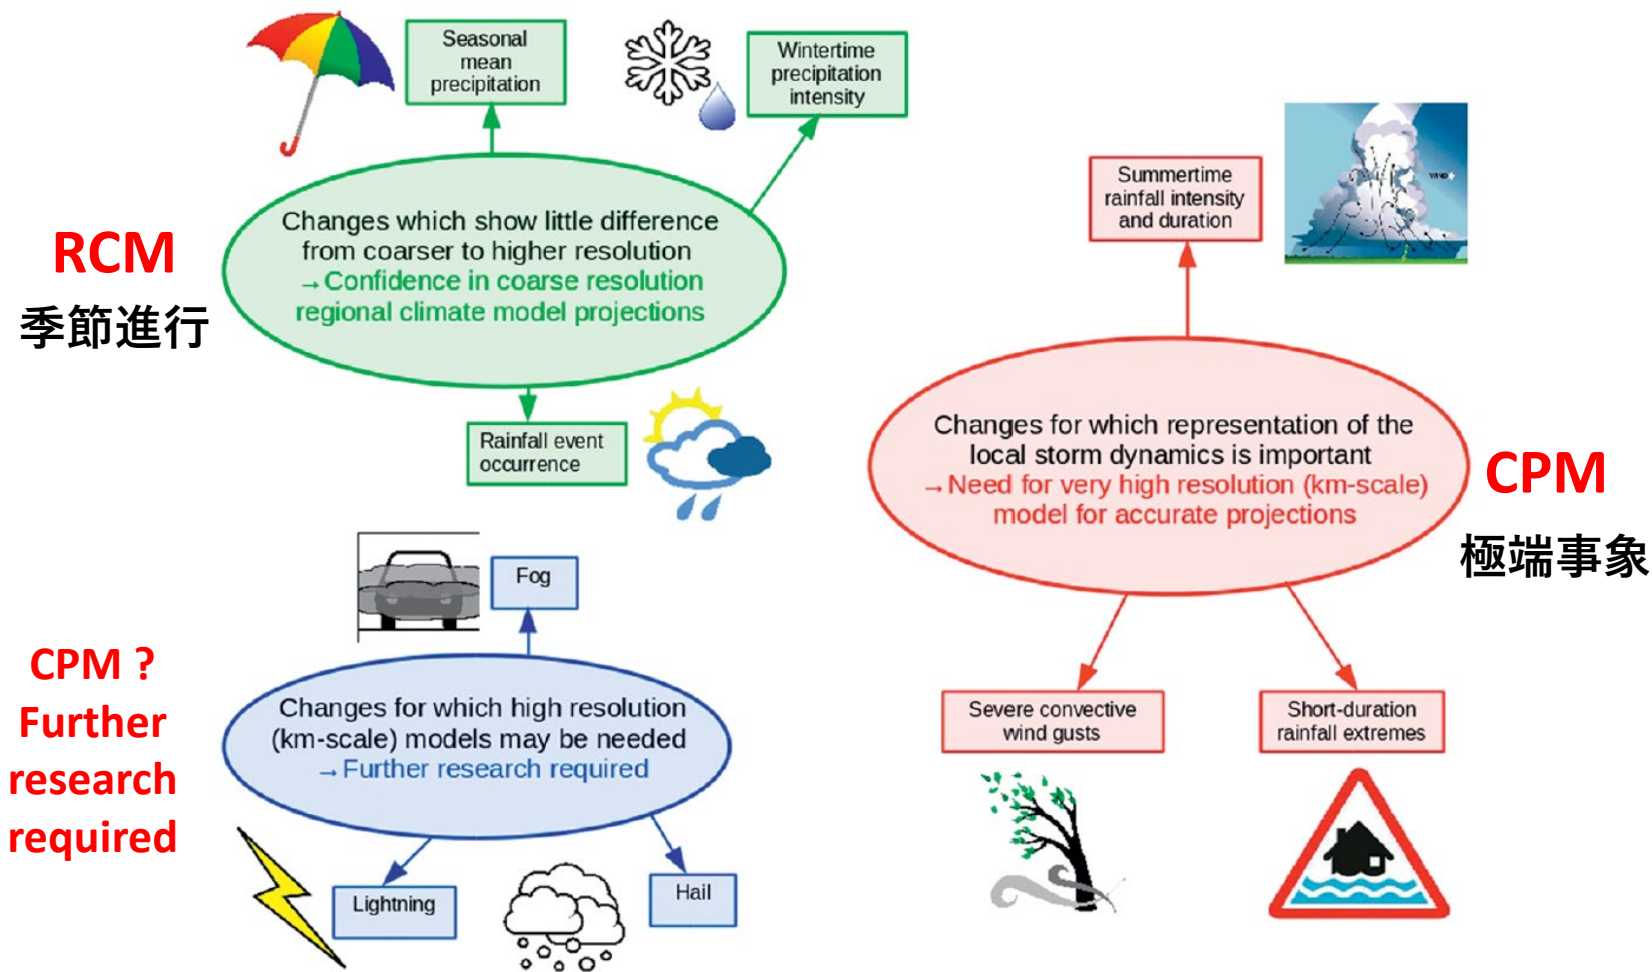 Seasonal
mean
precipitation
Wintertime
precipitation
intensity
Changes which show little difference
from coarser to higher resolution
→Confidence in coarse resolution
regional climate model projections
RCM
季節進行
Rainfall event
occurrence
Summertime
rainfall intensity
and duration
Changes for which representation of the
local storm dynamics is important
→Need for very high resolution (km-scale)
model for accurate projections
CPM
極端事象
Severe convective
wind gusts
Short-duration
rainfall extremes
Fog
CPM ?
Further
research
required
Changes for which high resolution
(km-scale) models may be needed
→Further research required
Lightning
Hail